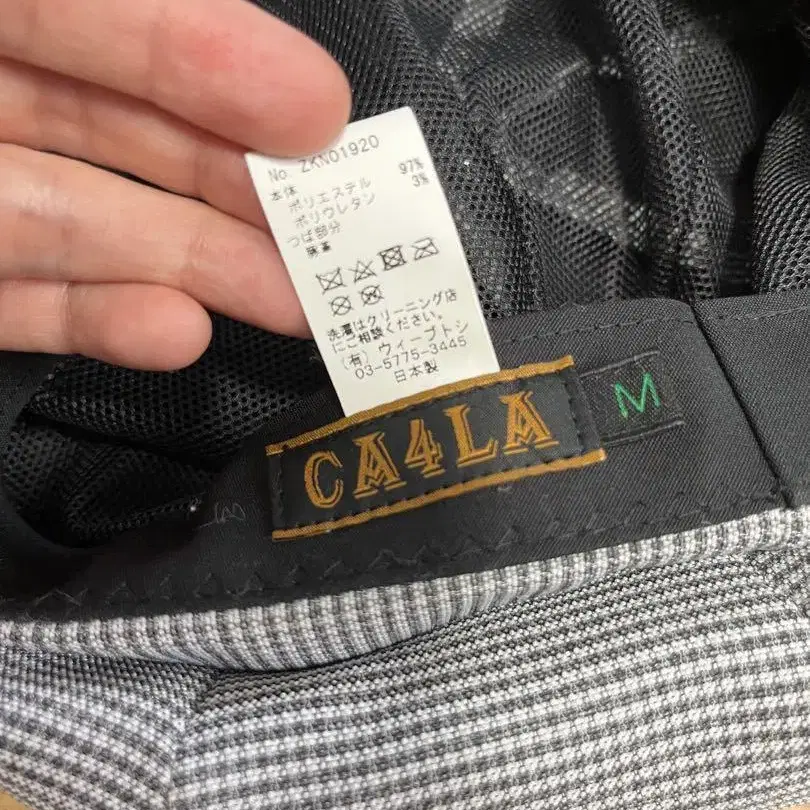 No. ZKN01920
本体
ポリエステル 97%
ポリウレタン 3%
つば部分
豚革
洗濯はクリーニング店
にご相談ください。
(有) ウィーブトシ
03-5775-3445
日本製
CA4LA
M